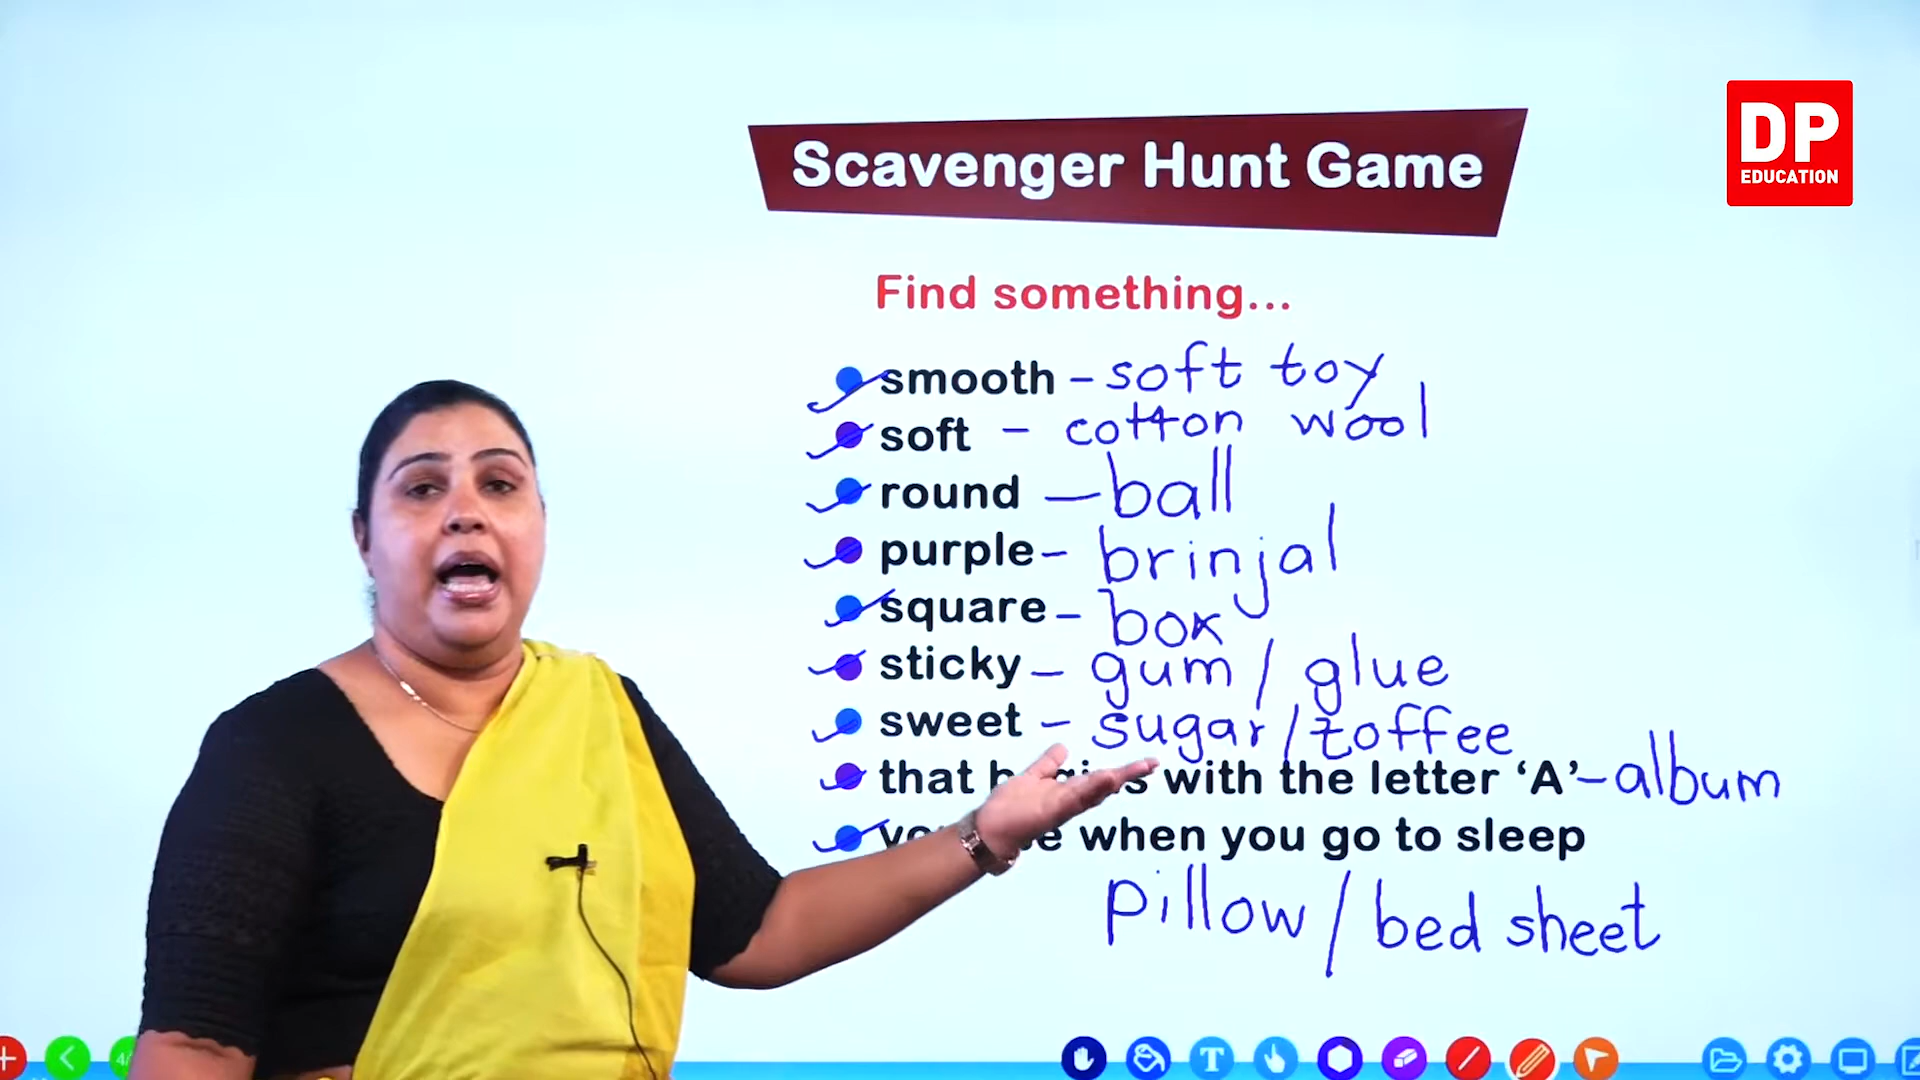 DP
EDUCATION
Scavenger Hunt Game
Find something...
smooth – soft toy
soft – cotton wool
round – ball
purple – brinjal
square – box
sticky – gum / glue
sweet – sugar / toffee
that with the letter ‘A’ – album
when you go to sleep
pillow / bed sheet
T